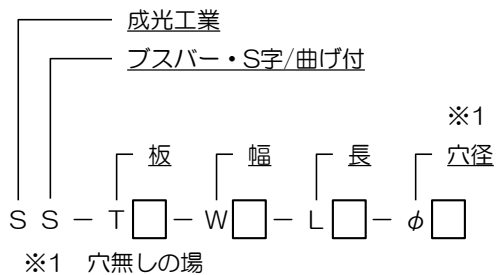 成光工業
ブスバー・S字/曲げ付
※1
板 幅 長 穴径
S S - T□ - W□ - L□ - φ□
※1 穴無しの場